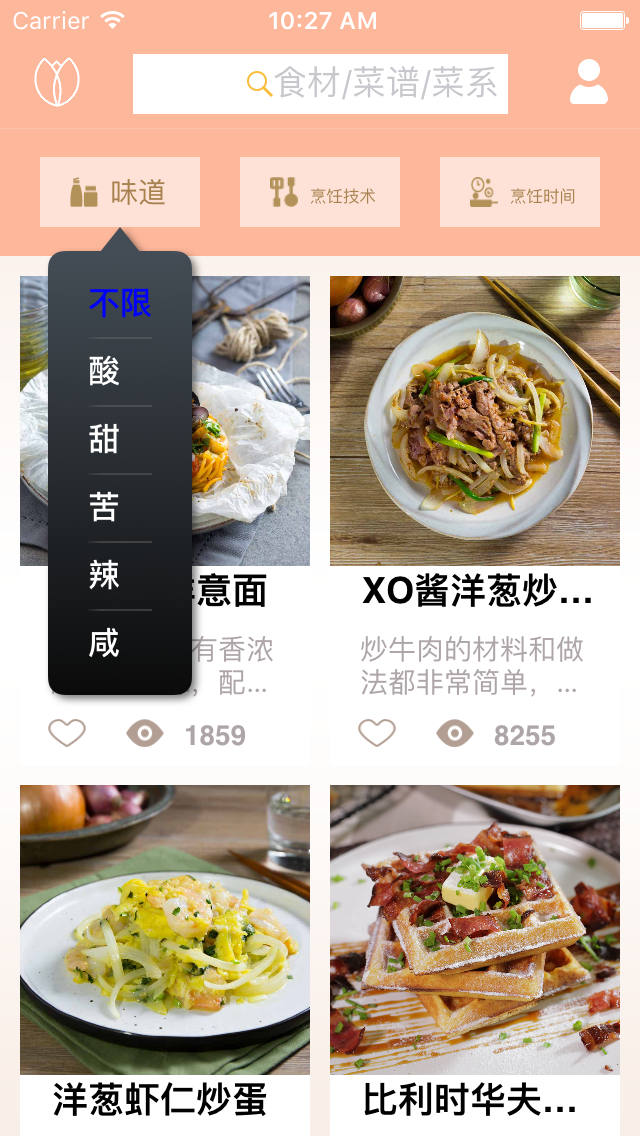 Carrier 10:27 AM
食材/菜谱/菜系
味道 烹饪技术 烹饪时间
不限
酸
甜
苦
辣
咸
意面 XO酱洋葱炒...
有香浓 炒牛肉的材料和做
，配... 法都非常简单，...
1859 8255
洋葱虾仁炒蛋 比利时华夫...